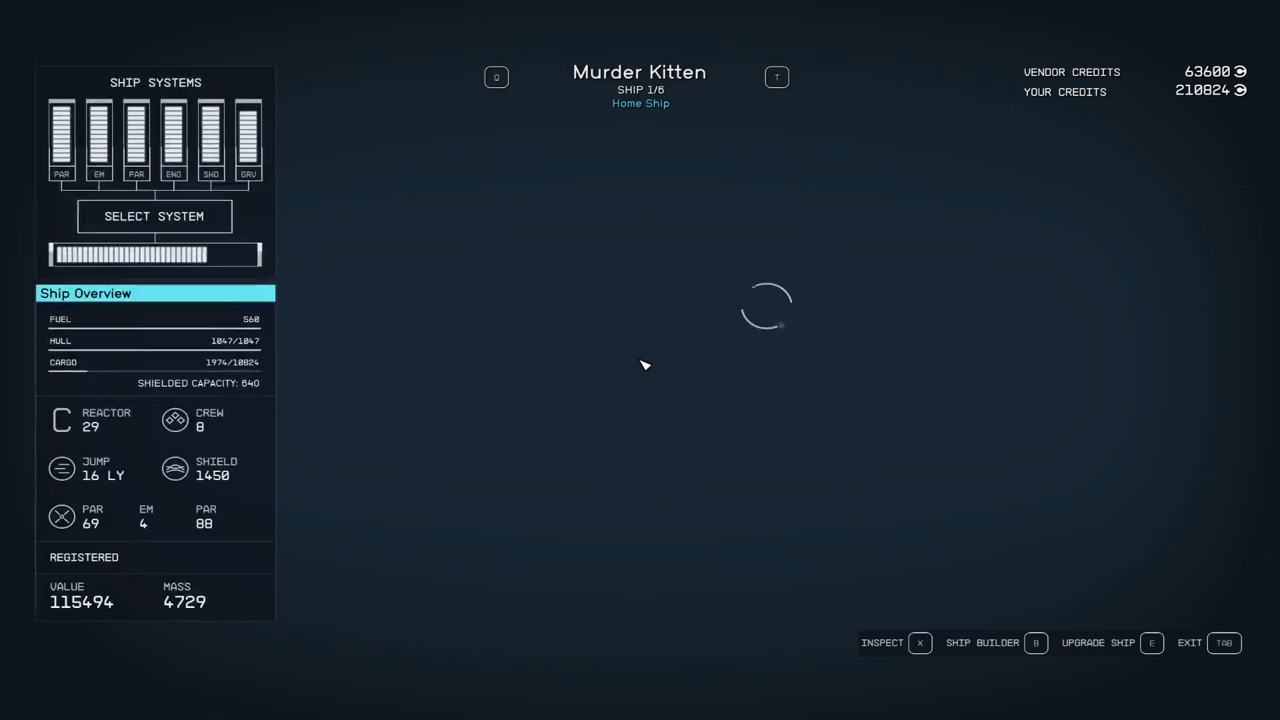 SHIP SYSTEMS
PAR EM PAR ENG SHD GRV
SELECT SYSTEM
Ship Overview
FUEL 560
HULL 1047/1047
CARGO 1974/10824
SHIELDED CAPACITY: 640
C REACTOR 29
CREW 8
JUMP 16 LY
SHIELD 1450
PAR 69
EM 4
PAR 88
REGISTERED
VALUE 115494
MASS 4729
Q Murder Kitten T
SHIP 1/6
Home Ship
VENDOR CREDITS 63600
YOUR CREDITS 210824
INSPECT X SHIP BUILDER B UPGRADE SHIP E EXIT TAB